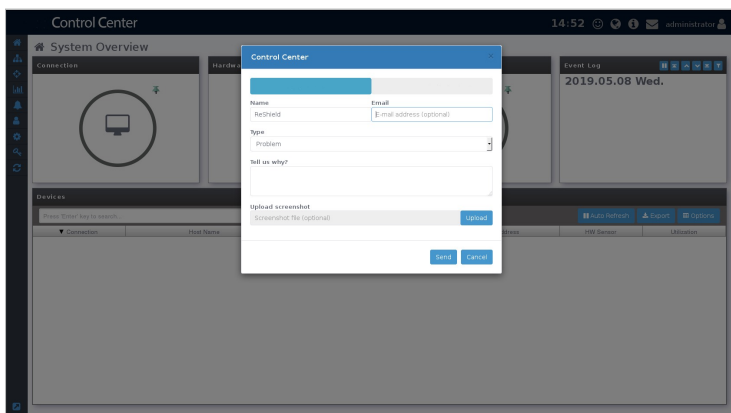 Control Center
14:52
administrator
System Overview
Connection
Hardwa
Event Log
2019.05.08 Wed.
Control Center
Name
Email
ReShield
E-mail address (optional)
Type
Problem
Tell us why?
Upload screenshot
Screenshot file (optional)
Upload
Send
Cancel
Devices
Press 'Enter' key to search...
Auto Refresh
Export
Options
Connection
Host Name
ddress
HW Sensor
Utilization